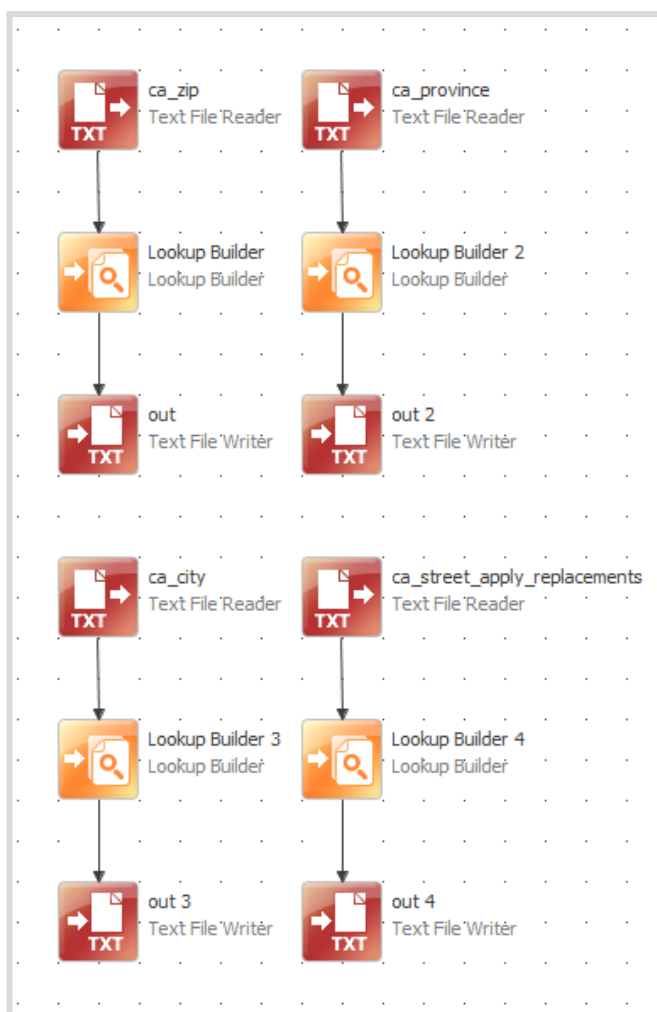 TXT
ca_zip
Text File Reader
TXT
ca_province
Text File Reader
Lookup Builder
Lookup Builder
Lookup Builder 2
Lookup Builder
TXT
out
Text File Writer
TXT
out 2
Text File Writer
TXT
ca_city
Text File Reader
TXT
ca_street_apply_replacements
Text File Reader
Lookup Builder 3
Lookup Builder
Lookup Builder 4
Lookup Builder
TXT
out 3
Text File Writer
TXT
out 4
Text File Writer